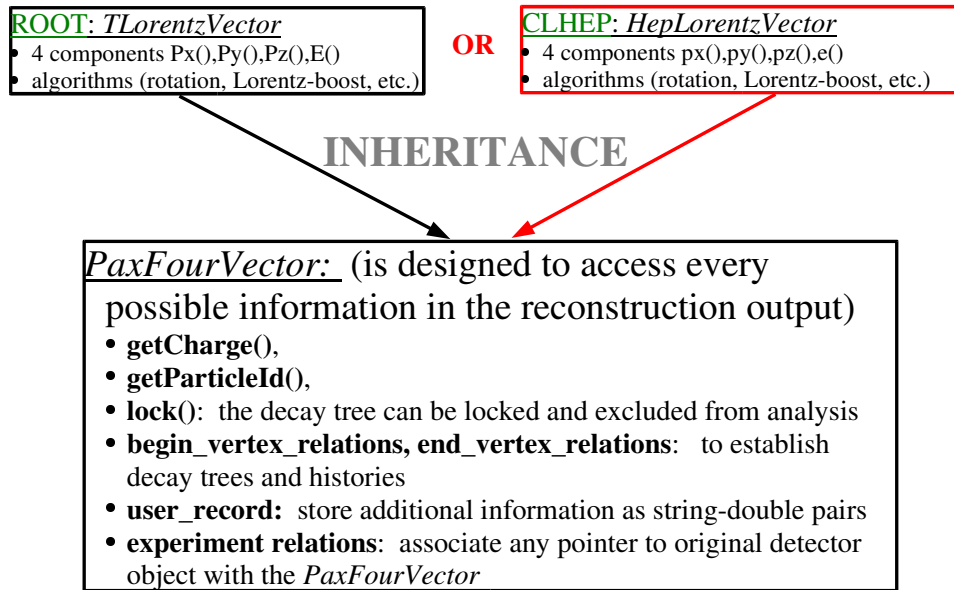 ROOT: TLorentzVector
• 4 components Px(),Py(),Pz(),E()
• algorithms (rotation, Lorentz-boost, etc.)
OR
CLHEP: HepLorentzVector
• 4 components px(),py(),pz(),e()
• algorithms (rotation, Lorentz-boost, etc.)
INHERITANCE
PaxFourVector: (is designed to access every
possible information in the reconstruction output)
• getCharge(),
• getParticleId(),
• lock(): the decay tree can be locked and excluded from analysis
• begin_vertex_relations, end_vertex_relations: to establish
decay trees and histories
• user_record: store additional information as string-double pairs
• experiment relations: associate any pointer to original detector
object with the PaxFourVector